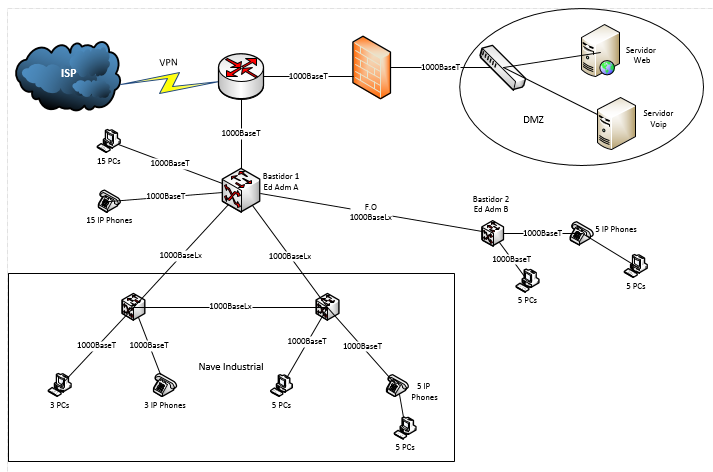 ISP
VPN
1000BaseT
1000BaseT
Servidor
Web
DMZ
Servidor
Voip
1000BaseT
15 PCs
1000BaseT
Bastidor 1
Ed Adm A
1000BaseT
15 IP Phones
F.O
1000BaseLx
Bastidor 2
Ed Adm B
1000BaseT
5 IP Phones
1000BaseT
5 PCs
5 PCs
1000BaseLx
1000BaseLx
1000BaseLx
1000BaseT
1000BaseT
1000BaseT
1000BaseT
Nave Industrial
3 PCs
3 IP Phones
5 PCs
5 IP
Phones
5 PCs